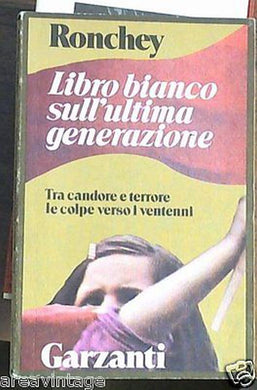 Ronchey
Libro bianco
sull'ultima
generazione
Tra candore e terrore
le colpe verso i ventenni
Garzanti
areavintage